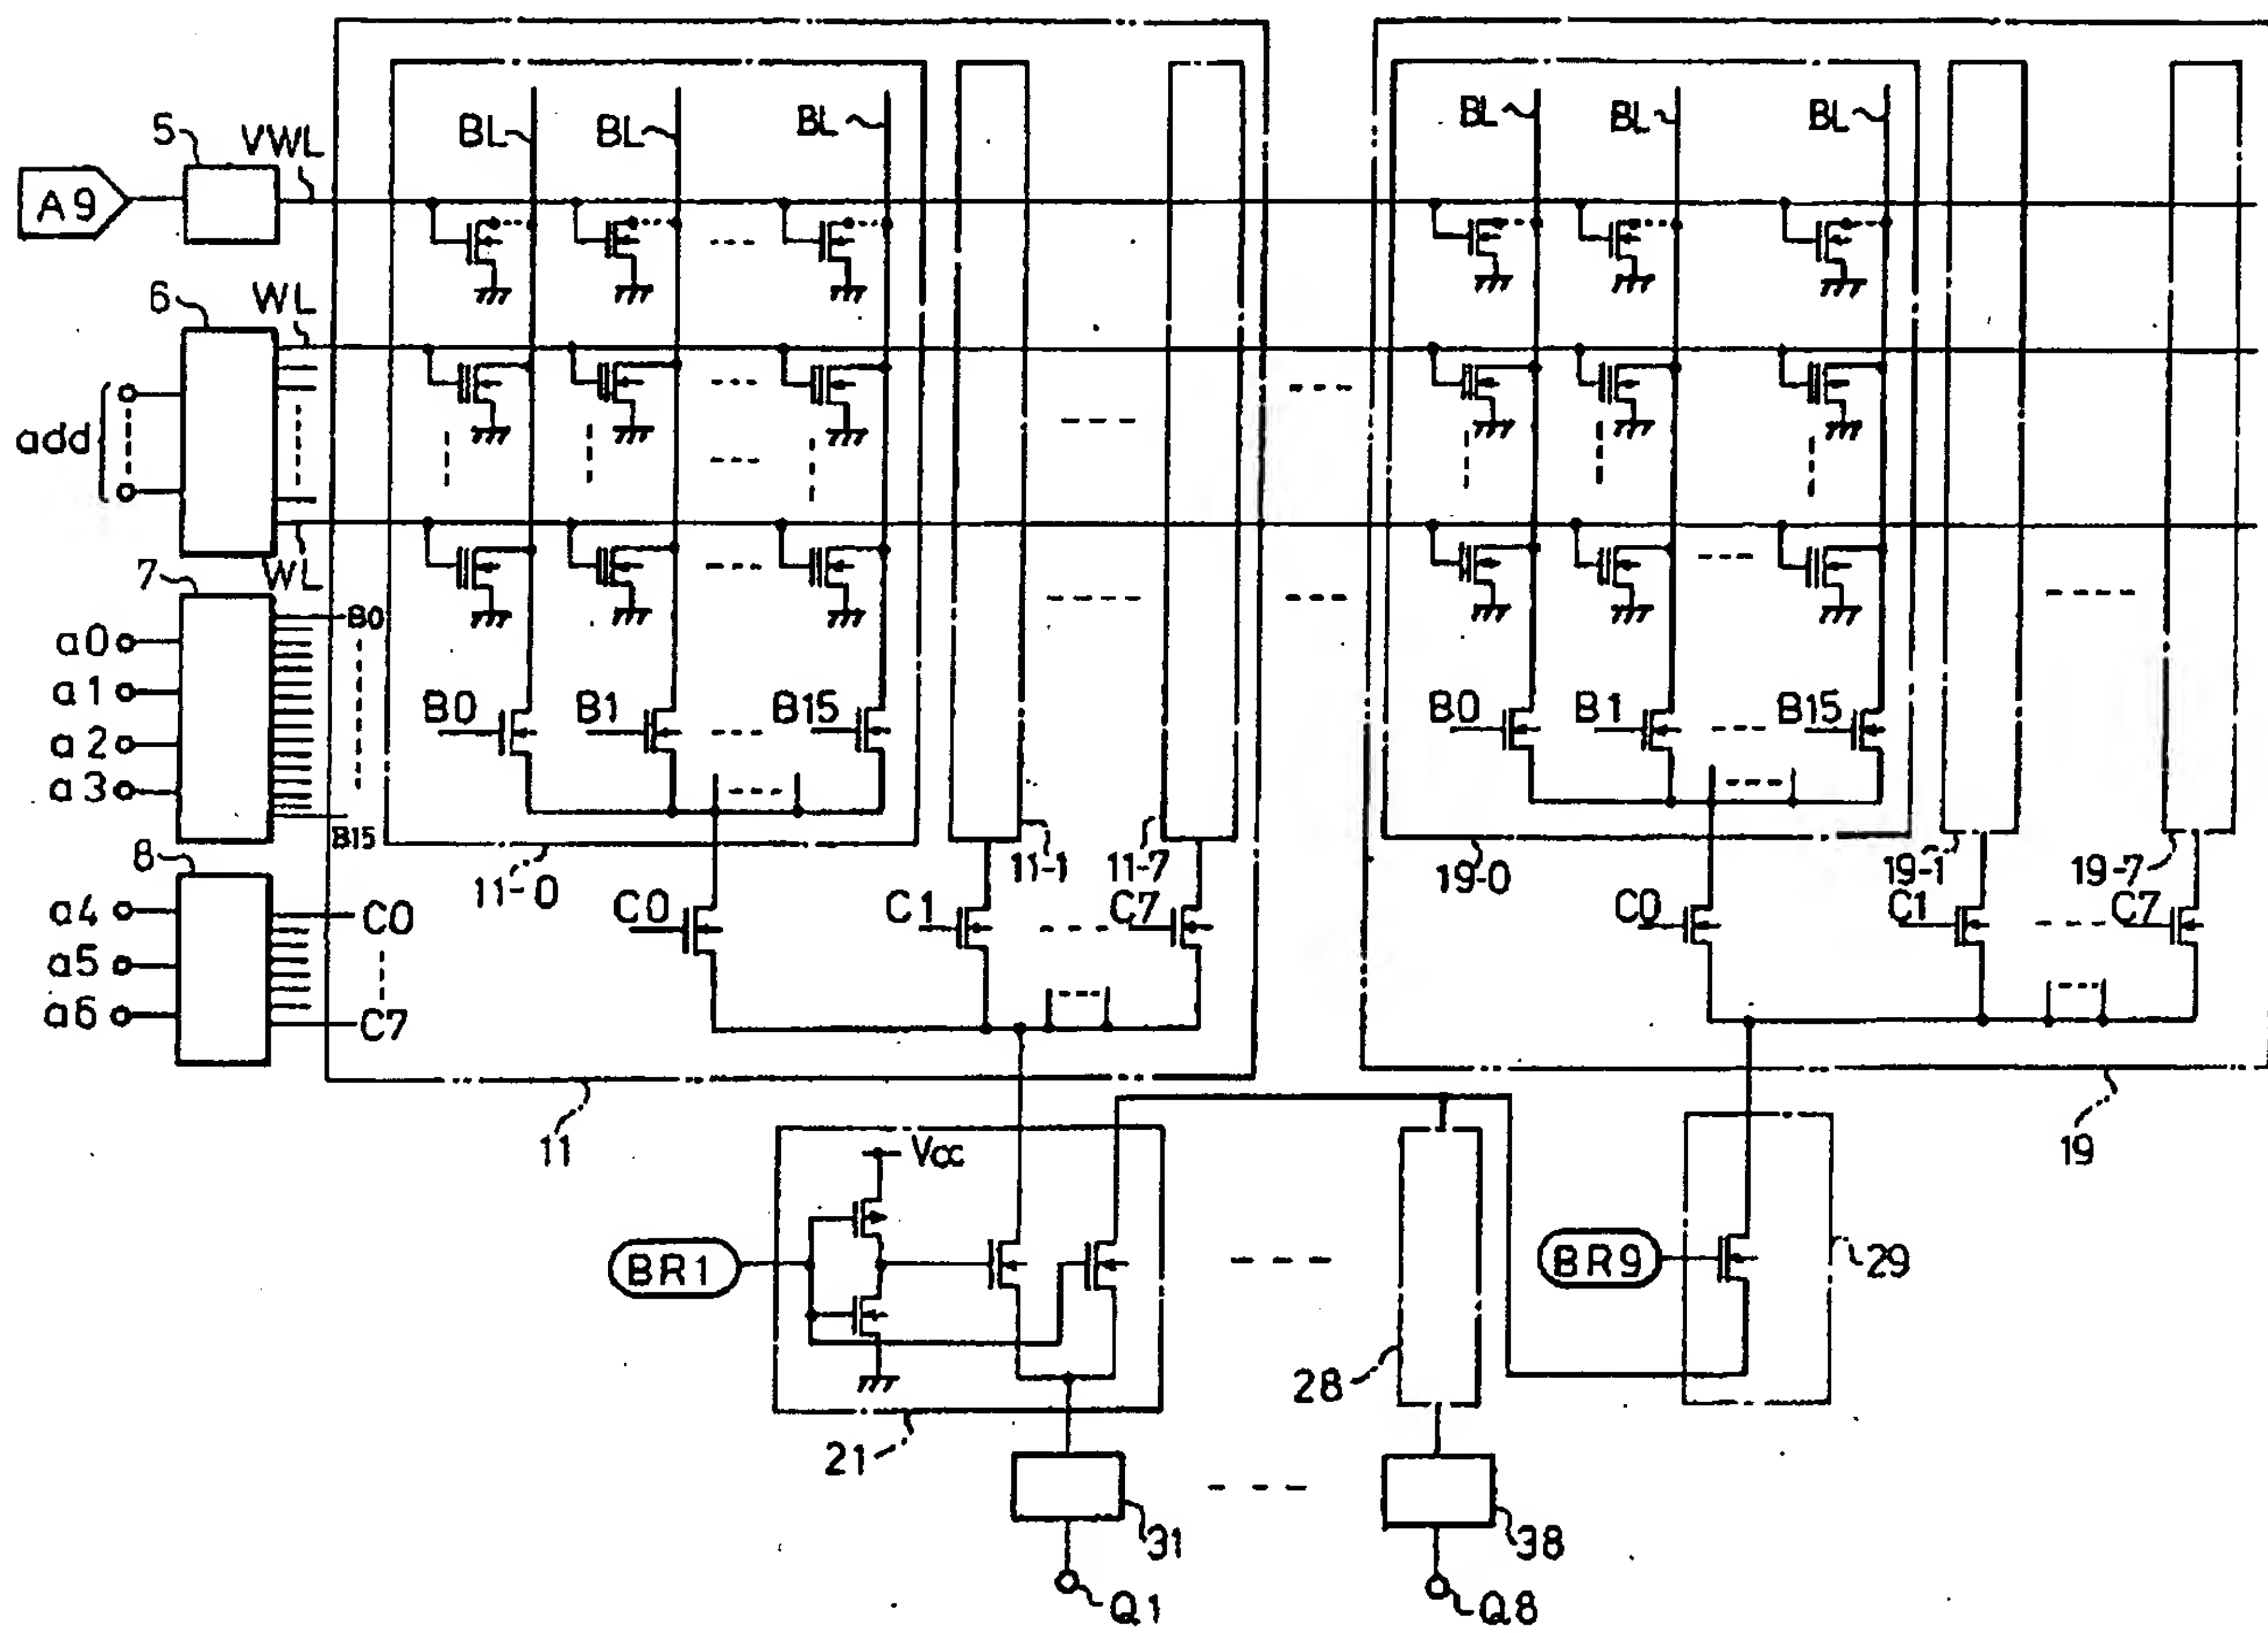 BL BL BL BL BL BL
5 VWL
A9
6 WL
add
WL
7
B0
a0
a1
a2
a3
B0 B1 B15 B0 B1 B15
B15
8
11-0 11-1 11-7 19-0 19-1 19-7
a4 C0
a5
a6 C7
C0 C1 C7 C0 C1 C7
11 19
Vcc
BR1 BR9 29
28
21
31 38
Q1 Q8